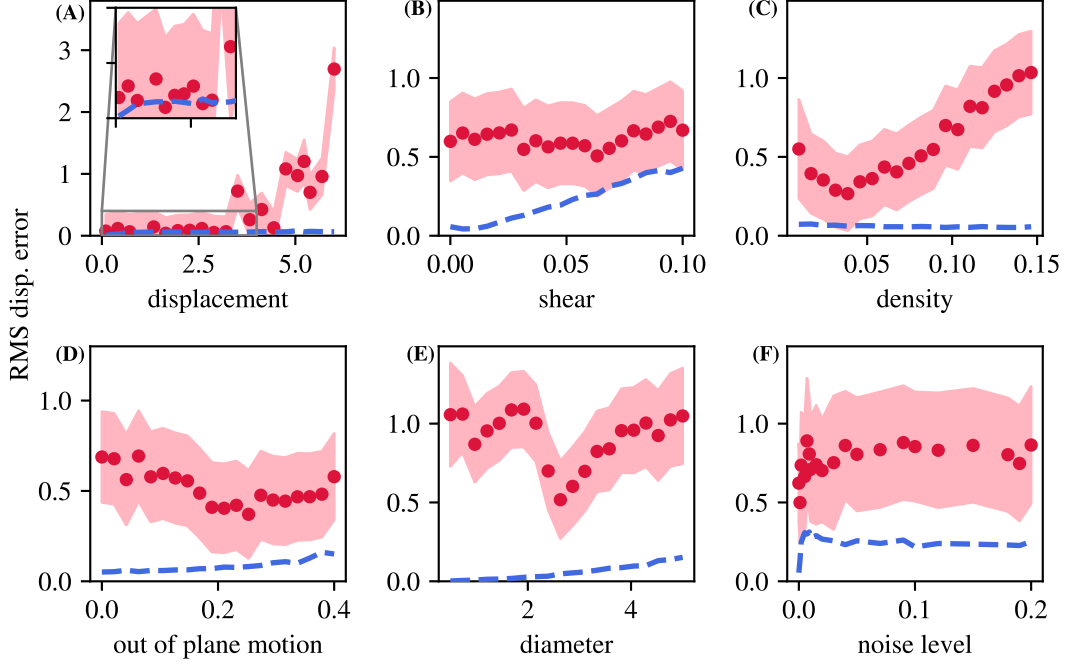 (A)
3
2
1
0
0.0 2.5 5.0
displacement
(B)
1.0
0.5
0.0
0.00 0.05 0.10
shear
(C)
1.0
0.5
0.0
0.05 0.10 0.15
density
RMS disp. error
(D)
1.0
0.5
0.0
0.0 0.2 0.4
out of plane motion
(E)
1.0
0.5
0.0
2 4
diameter
(F)
1.0
0.5
0.0
0.0 0.1 0.2
noise level